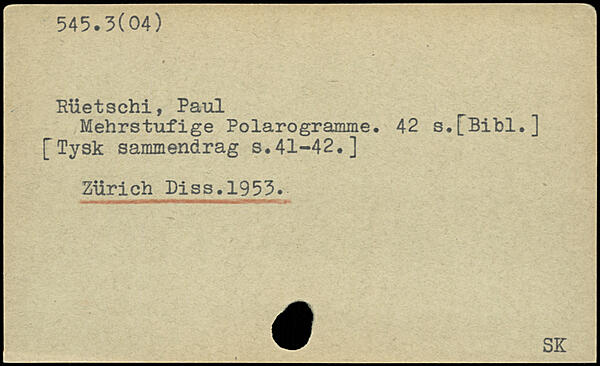 545.3(04)
Rüetschi, Paul
Mehrstufige Polarogramme. 42 s.[Bibl.]
[Tysk sammendrag s.41-42.]
Zürich Diss.1953.
SK